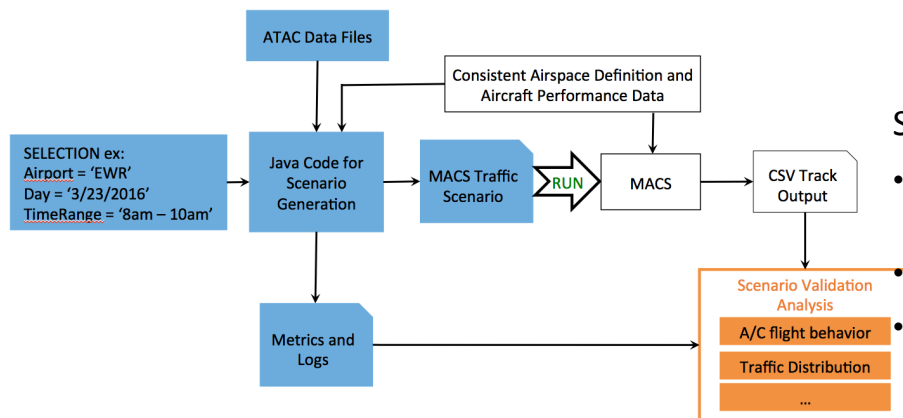 ATAC Data Files
Consistent Airspace Definition and
Aircraft Performance Data
SELECTION ex:
Airport = ‘EWR’
Day = ‘3/23/2016’
TimeRange = ‘8am – 10am’
Java Code for
Scenario
Generation
MACS Traffic
Scenario
RUN
MACS
CSV Track
Output
Metrics and
Logs
Scenario Validation
Analysis
A/C flight behavior
Traffic Distribution
...
S
•
•
•